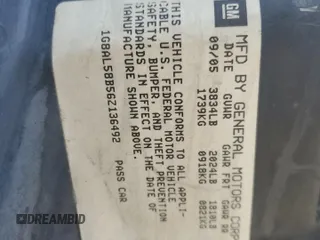 GM
MFD BY GENERAL MOTORS CORP
DATE GVWR GAWR FRT GAWR RR
09/05 3834LB 2024LB 1810LB
1739KG 0918KG 0821KG
THIS VEHICLE CONFORMS TO ALL APPLI-
CABLE U.S. FEDERAL MOTOR VEHICLE
SAFETY, BUMPER, AND THEFT PREVENTION
STANDARDS IN EFFECT ON THE DATE OF
MANUFACTURE SHOWN ABOVE.
1G8AL58B56Z136492 PASS CAR
DREAMBID